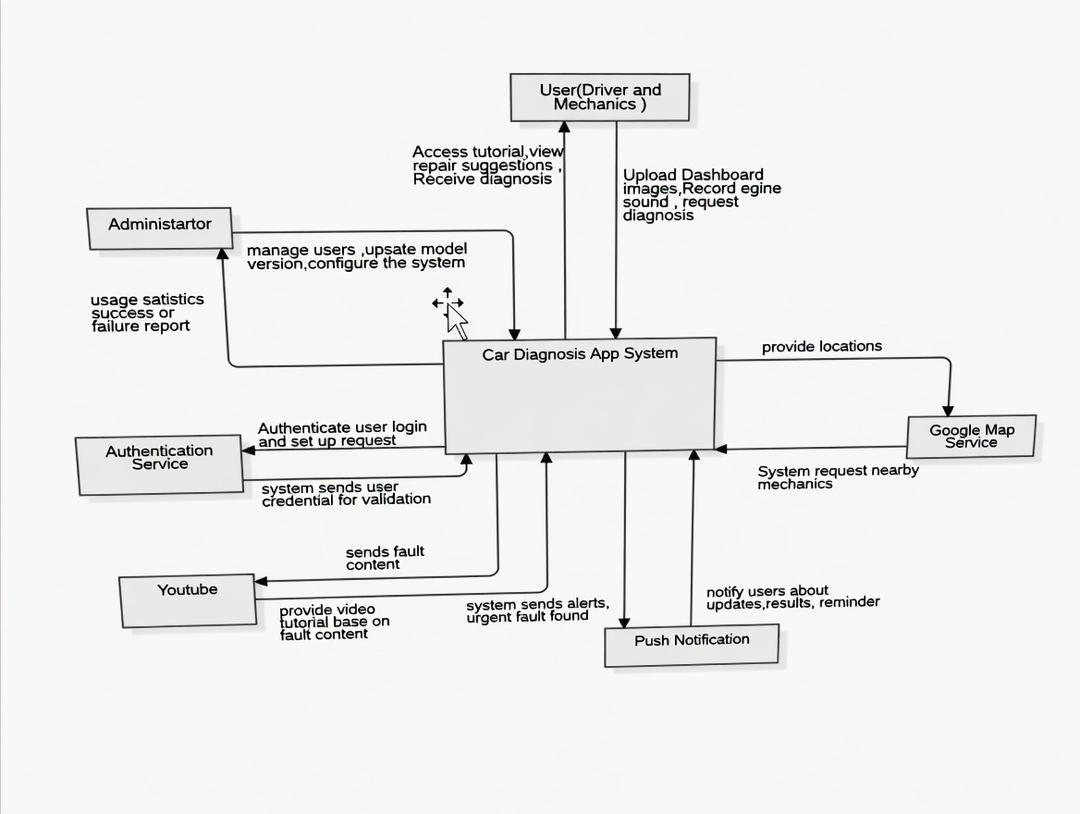 User(Driver and
Mechanics )
Access tutorial,view
repair suggestions ,
Receive diagnosis
Upload Dashboard
images,Record egine
sound , request
diagnosis
Administartor
manage users ,upsate model
version,configure the system
usage satistics
success or
failure report
Car Diagnosis App System
provide locations
Google Map
Service
System request nearby
mechanics
Authentication
Service
Authenticate user login
and set up request
system sends user
credential for validation
sends fault
content
Youtube
provide video
tutorial base on
fault content
system sends alerts,
urgent fault found
notify users about
updates,results, reminder
Push Notification